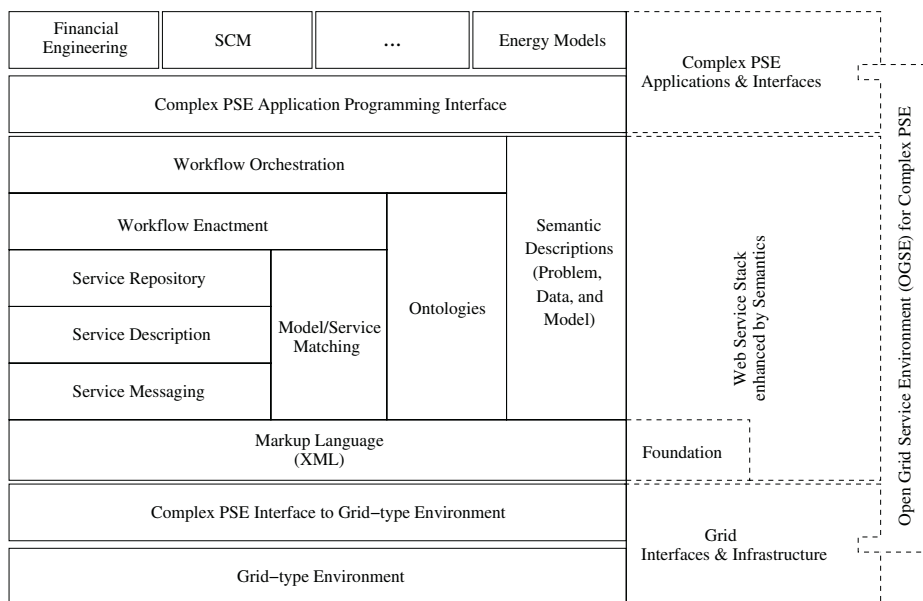 Financial
Engineering
SCM
...
Energy Models
Complex PSE
Applications & Interfaces
Complex PSE Application Programming Interface
Workflow Orchestration
Workflow Enactment
Semantic
Descriptions
(Problem,
Data, and
Model)
Service Repository
Ontologies
Model/Service
Matching
Service Description
Service Messaging
Web Service Stack
enhanced by Semantics
Markup Language
(XML)
Foundation
Complex PSE Interface to Grid−type Environment
Grid
Interfaces & Infrastructure
Grid−type Environment
Open Grid Service Environment (OGSE) for Complex PSE